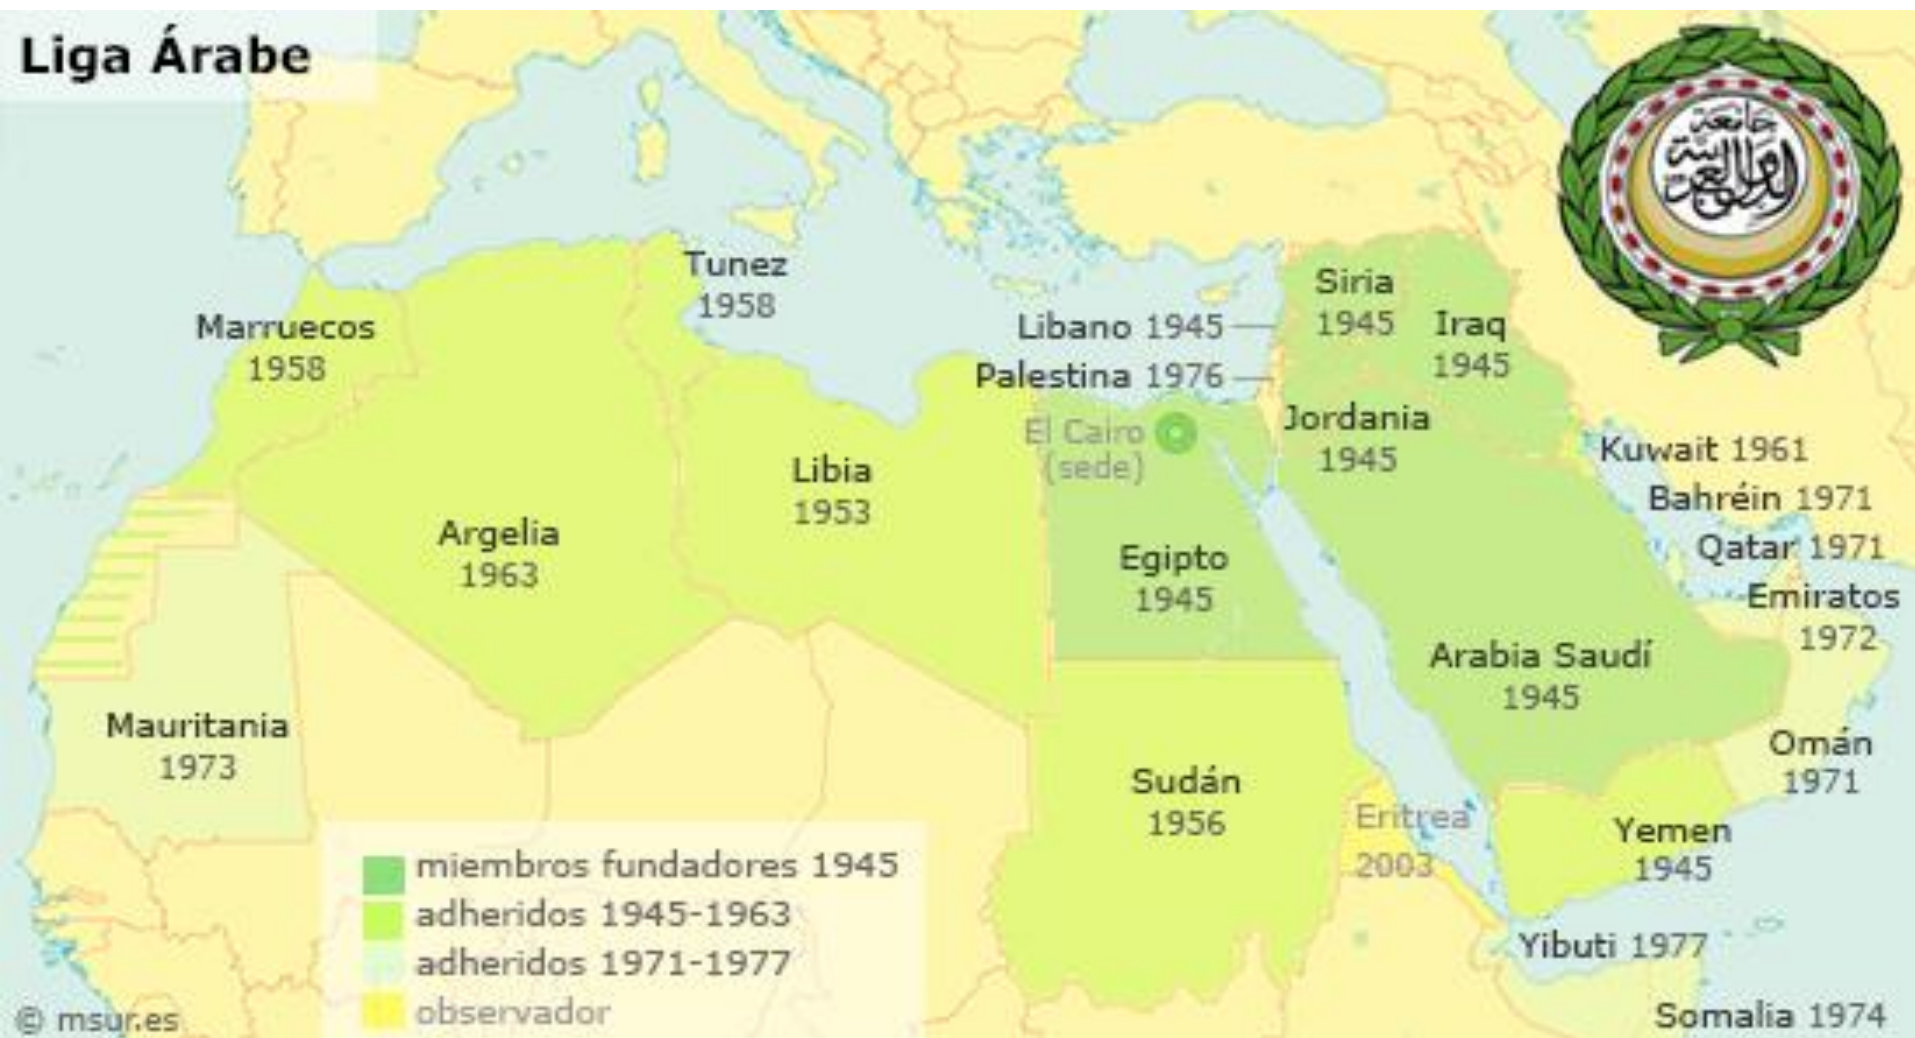 Liga Árabe
جامعة
الدول العربية
Tunez
1958
Marruecos
1958
Siria
1945
Libano 1945
Iraq
1945
Palestina 1976
El Cairo
(sede)
Jordania
1945
Kuwait 1961
Libia
1953
Bahréin 1971
Argelia
1963
Qatar 1971
Egipto
1945
Emiratos
1972
Arabia Saudí
1945
Mauritania
1973
Omán
1971
Sudán
1956
Eritrea
2003
Yemen
1945
Yibuti 1977
Somalia 1974
miembros fundadores 1945
adheridos 1945-1963
adheridos 1971-1977
observador
© msur.es